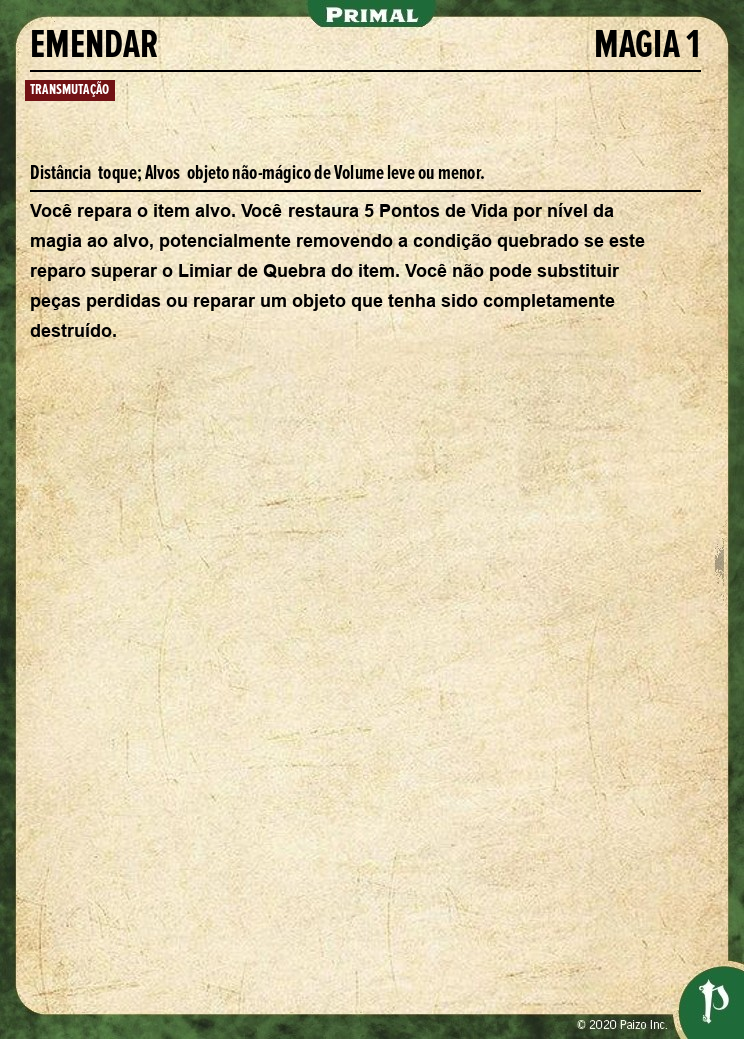 PRIMAL
EMENDAR MAGIA 1
TRANSMUTAÇÃO
Distância toque; Alvos objeto não-mágico de Volume leve ou menor.
Você repara o item alvo. Você restaura 5 Pontos de Vida por nível da
magia ao alvo, potencialmente removendo a condição quebrado se este
reparo superar o Limiar de Quebra do item. Você não pode substituir
peças perdidas ou reparar um objeto que tenha sido completamente
destruído.
© 2020 Paizo Inc.